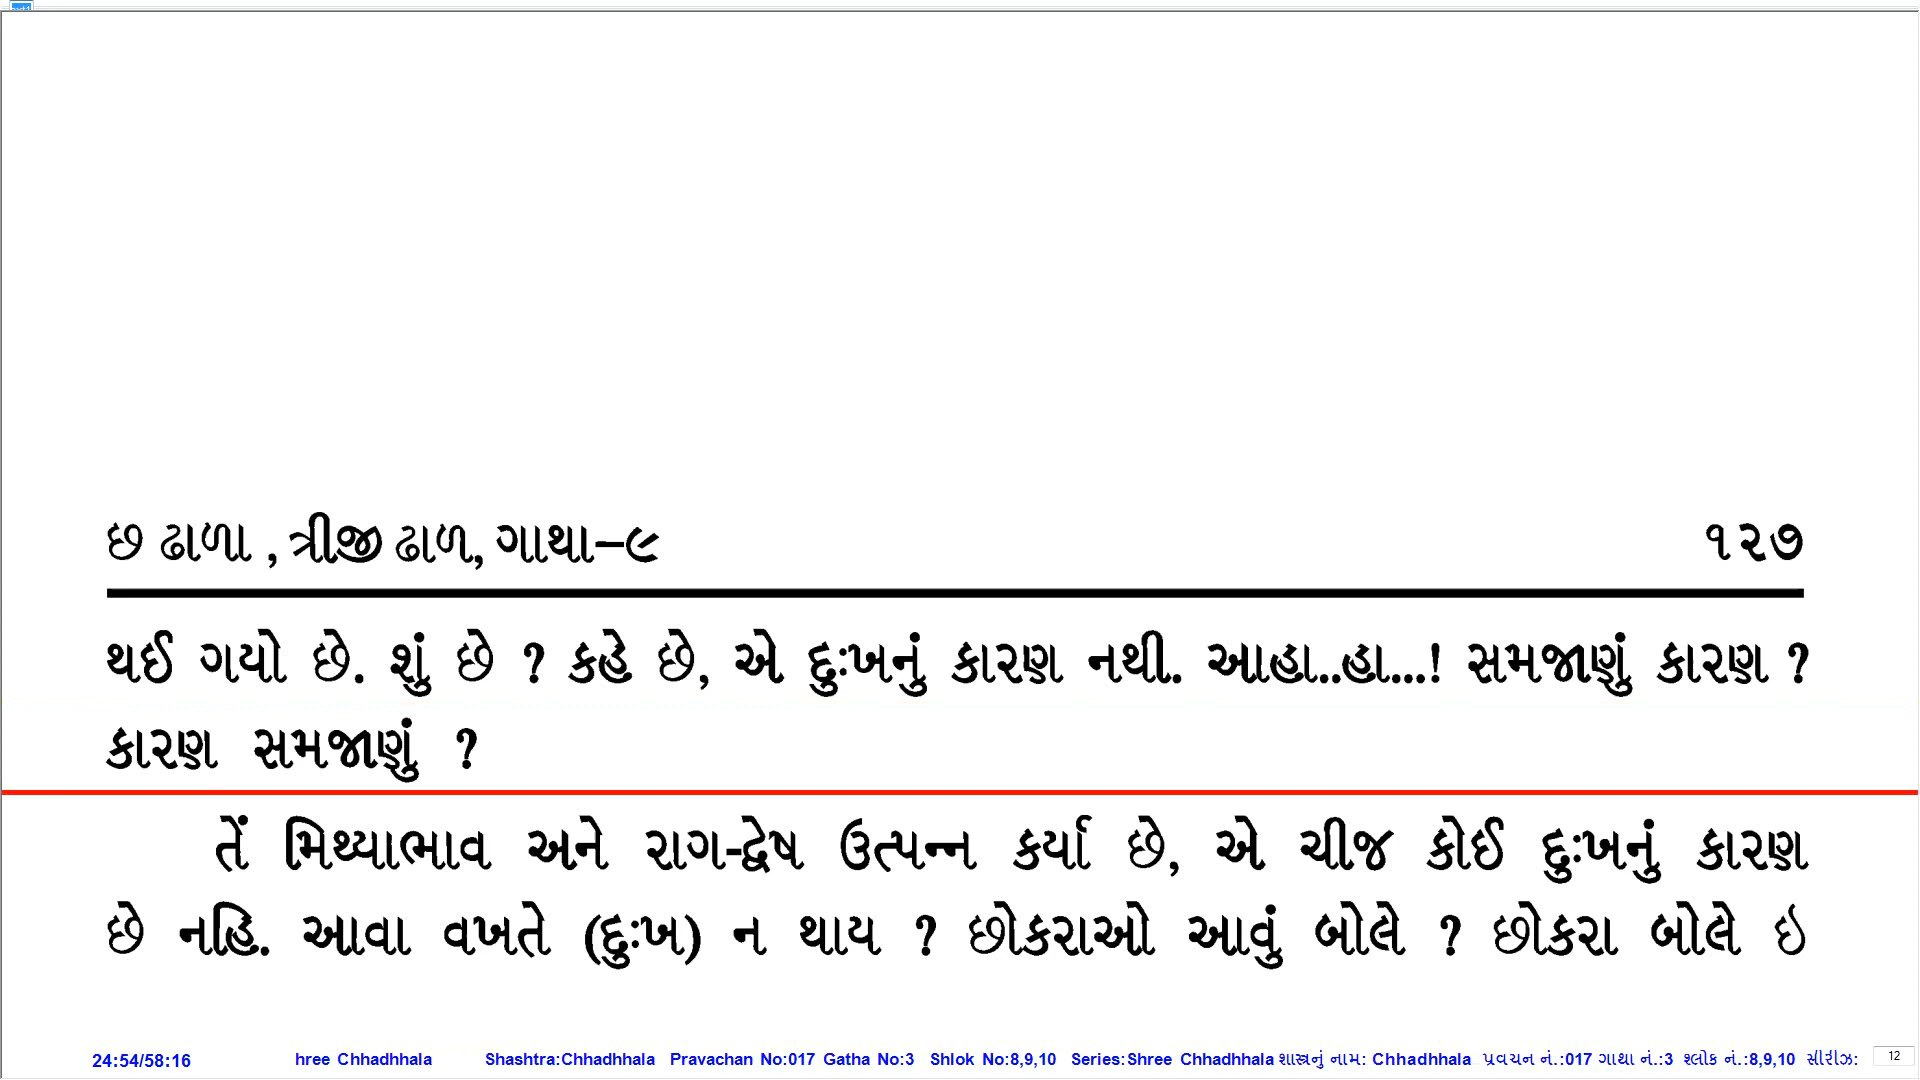 છ ઢાળા , ત્રીજી ઢાળ, ગાથા–૯ ૧૨૭
થઈ ગયો છે. શું છે ? કહે છે, એ દુઃખનું કારણ નથી. આહા..હા...! સમજાણું કારણ ?
કારણ સમજાણું ?
તેં મિથ્યાભાવ અને રાગ-દ્વેષ ઉત્પન્ન કર્યા છે, એ ચીજ કોઈ દુઃખનું કારણ
છે નહિ. આવા વખતે (દુઃખ) ન થાય ? છોકરાઓ આવું બોલે ? છોકરા બોલે ઇ
24:54/58:16 hree Chhadhhala Shashtra:Chhadhhala Pravachan No:017 Gatha No:3 Shlok No:8,9,10 Series:Shree Chhadhhala શાસ્ત્રનું નામ: Chhadhhala પ્રવચન નં.:017 ગાથા નં.:3 શ્લોક નં.:8,9,10 સીરીઝ: 12